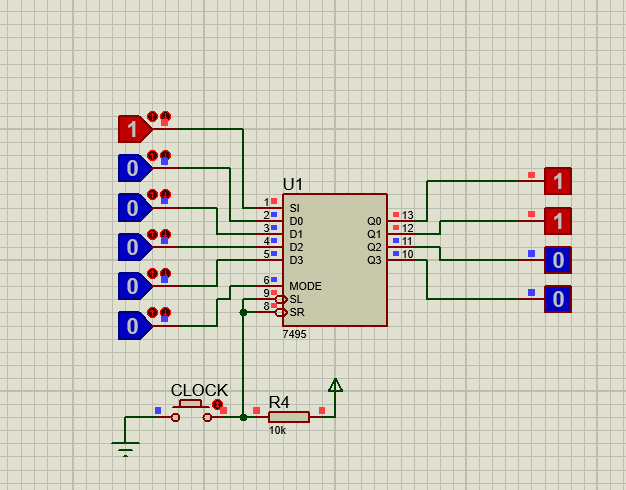 1
0
0
0
0
0
U1
1 SI
2 D0
3 D1
4 D2
5 D3
6 MODE
9 SL
8 SR
Q0 13
Q1 12
Q2 11
Q3 10
7495
1
1
0
0
CLOCK
R4
10k